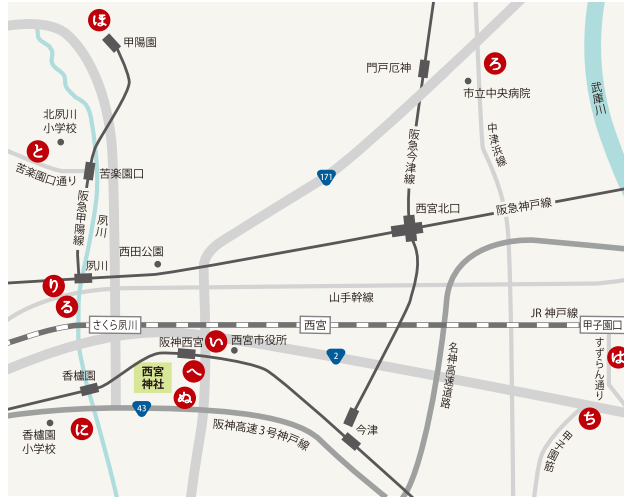 ほ
甲陽園
門戸厄神
ろ
市立中央病院
武庫川
北夙川
小学校
と
苦楽園口通り
苦楽園口
阪急今津線
中津浜線
171
阪急甲陽線
夙川
西宮北口
阪急神戸線
西田公園
夙川
り
る
山手幹線
さくら夙川
西宮
JR神戸線
甲子園口
阪神西宮
い
西宮市役所
2
名神高速道路
すずらん通り
は
香櫨園
西宮
神社
へ
ぬ
43
ち
に
香櫨園
小学校
阪神高速3号神戸線
今津
甲子園筋